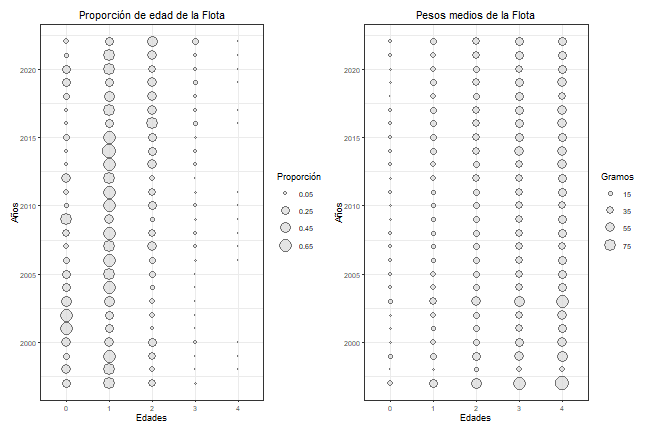 Proporción de edad de la Flota
Años
2020
2015
2010
2005
2000
0 1 2 3 4
Edades
Proporción
0.05
0.25
0.45
0.65
Pesos medios de la Flota
Años
2020
2015
2010
2005
2000
0 1 2 3 4
Edades
Gramos
15
35
55
75